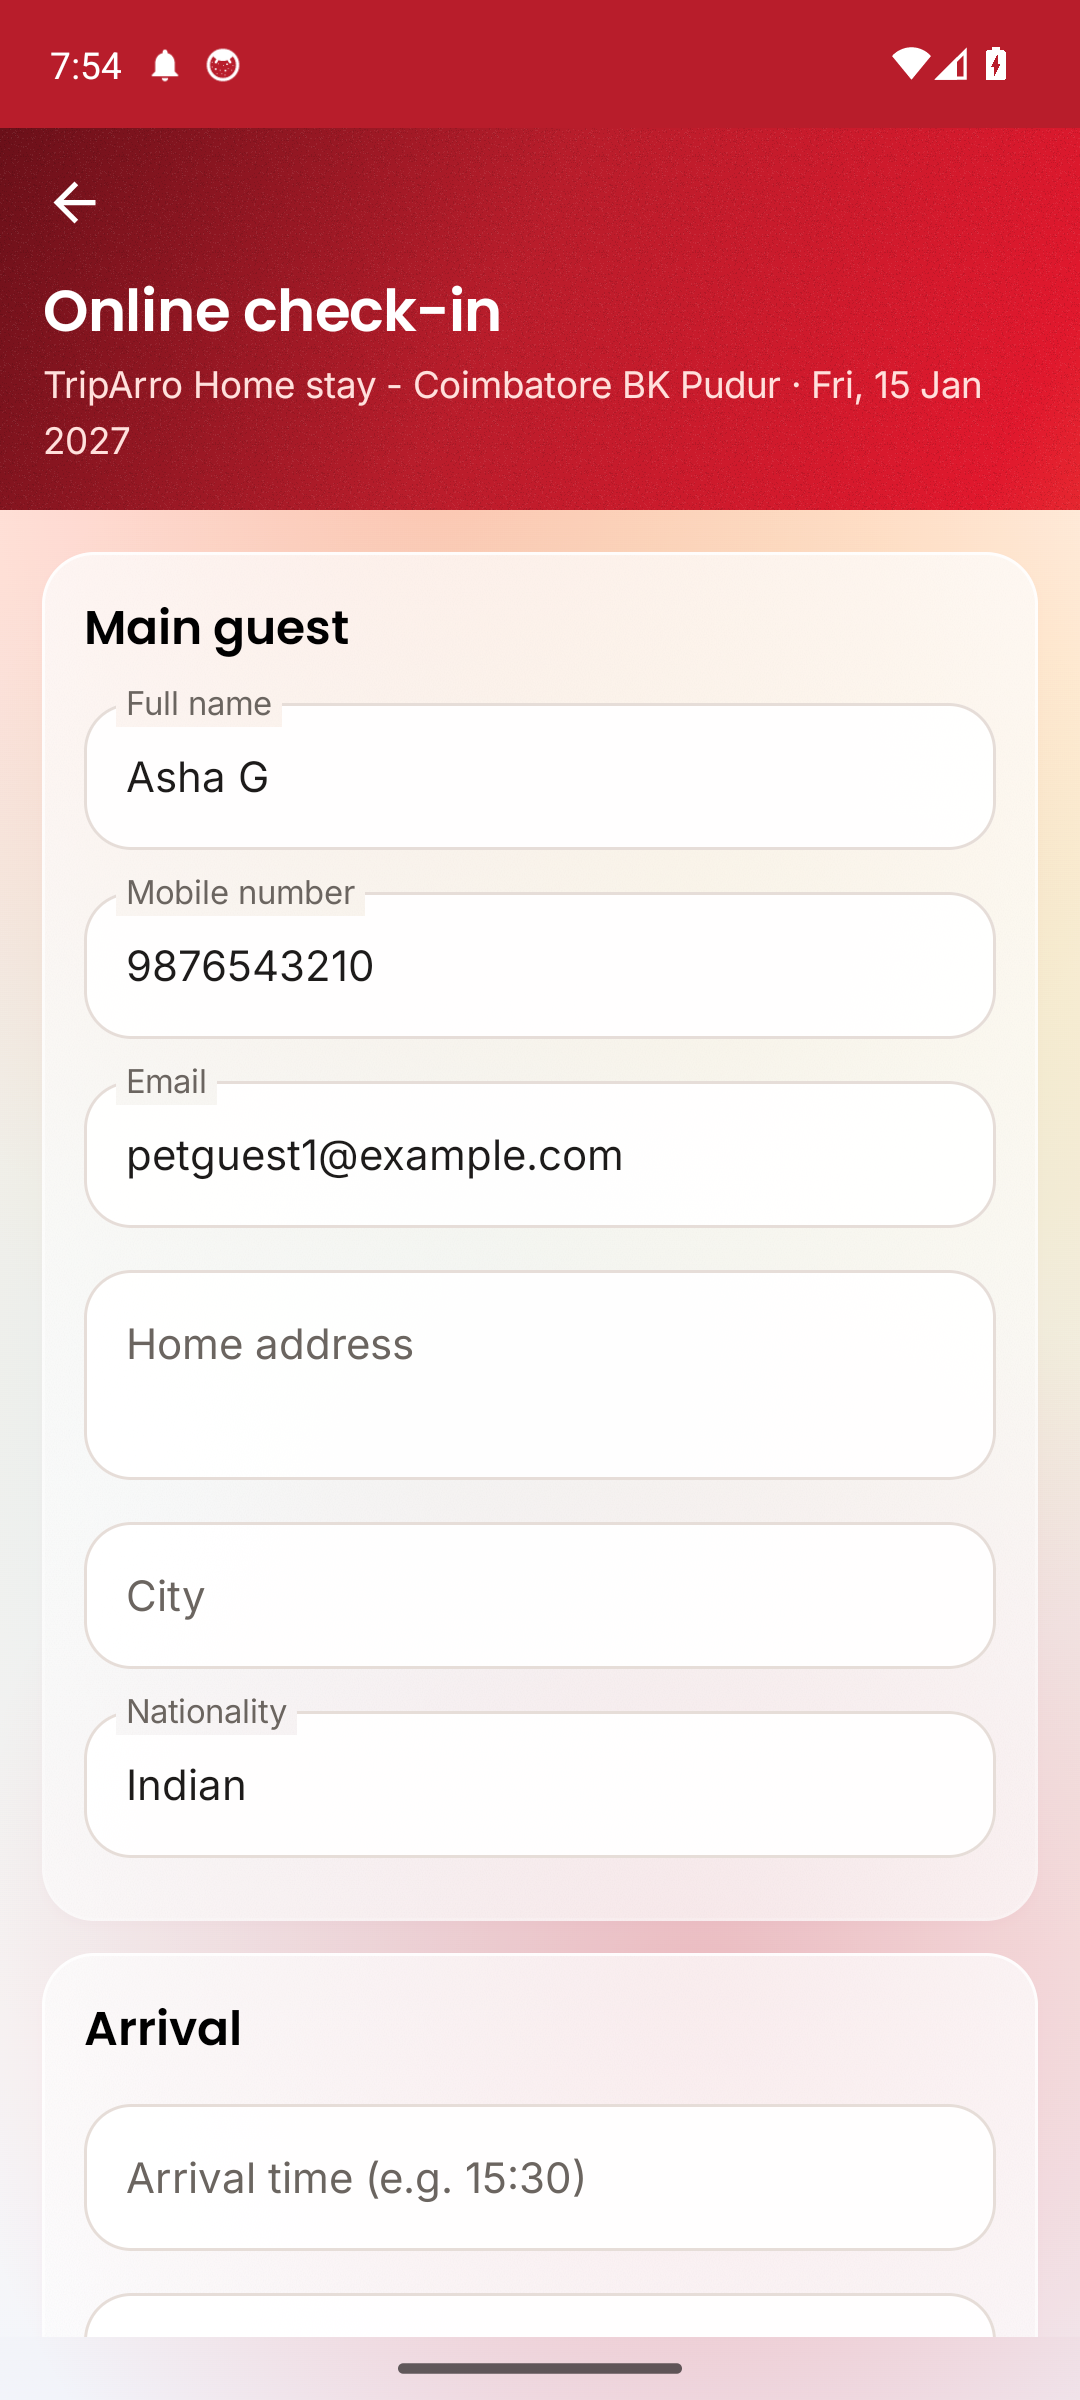 7:54
Online check-in
TripArro Home stay - Coimbatore BK Pudur · Fri, 15 Jan
2027
Main guest
Full name
Asha G
Mobile number
9876543210
Email
petguest1@example.com
Home address
City
Nationality
Indian
Arrival
Arrival time (e.g. 15:30)